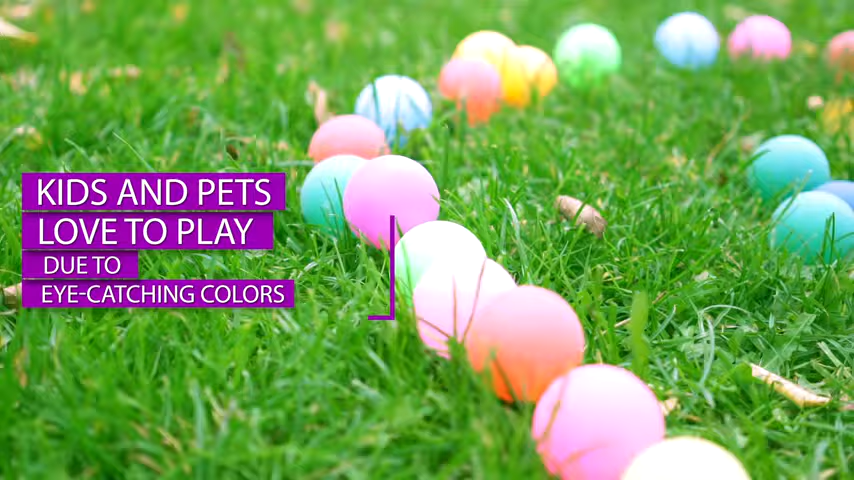 KIDS AND PETS
LOVE TO PLAY
DUE TO
EYE-CATCHING COLORS